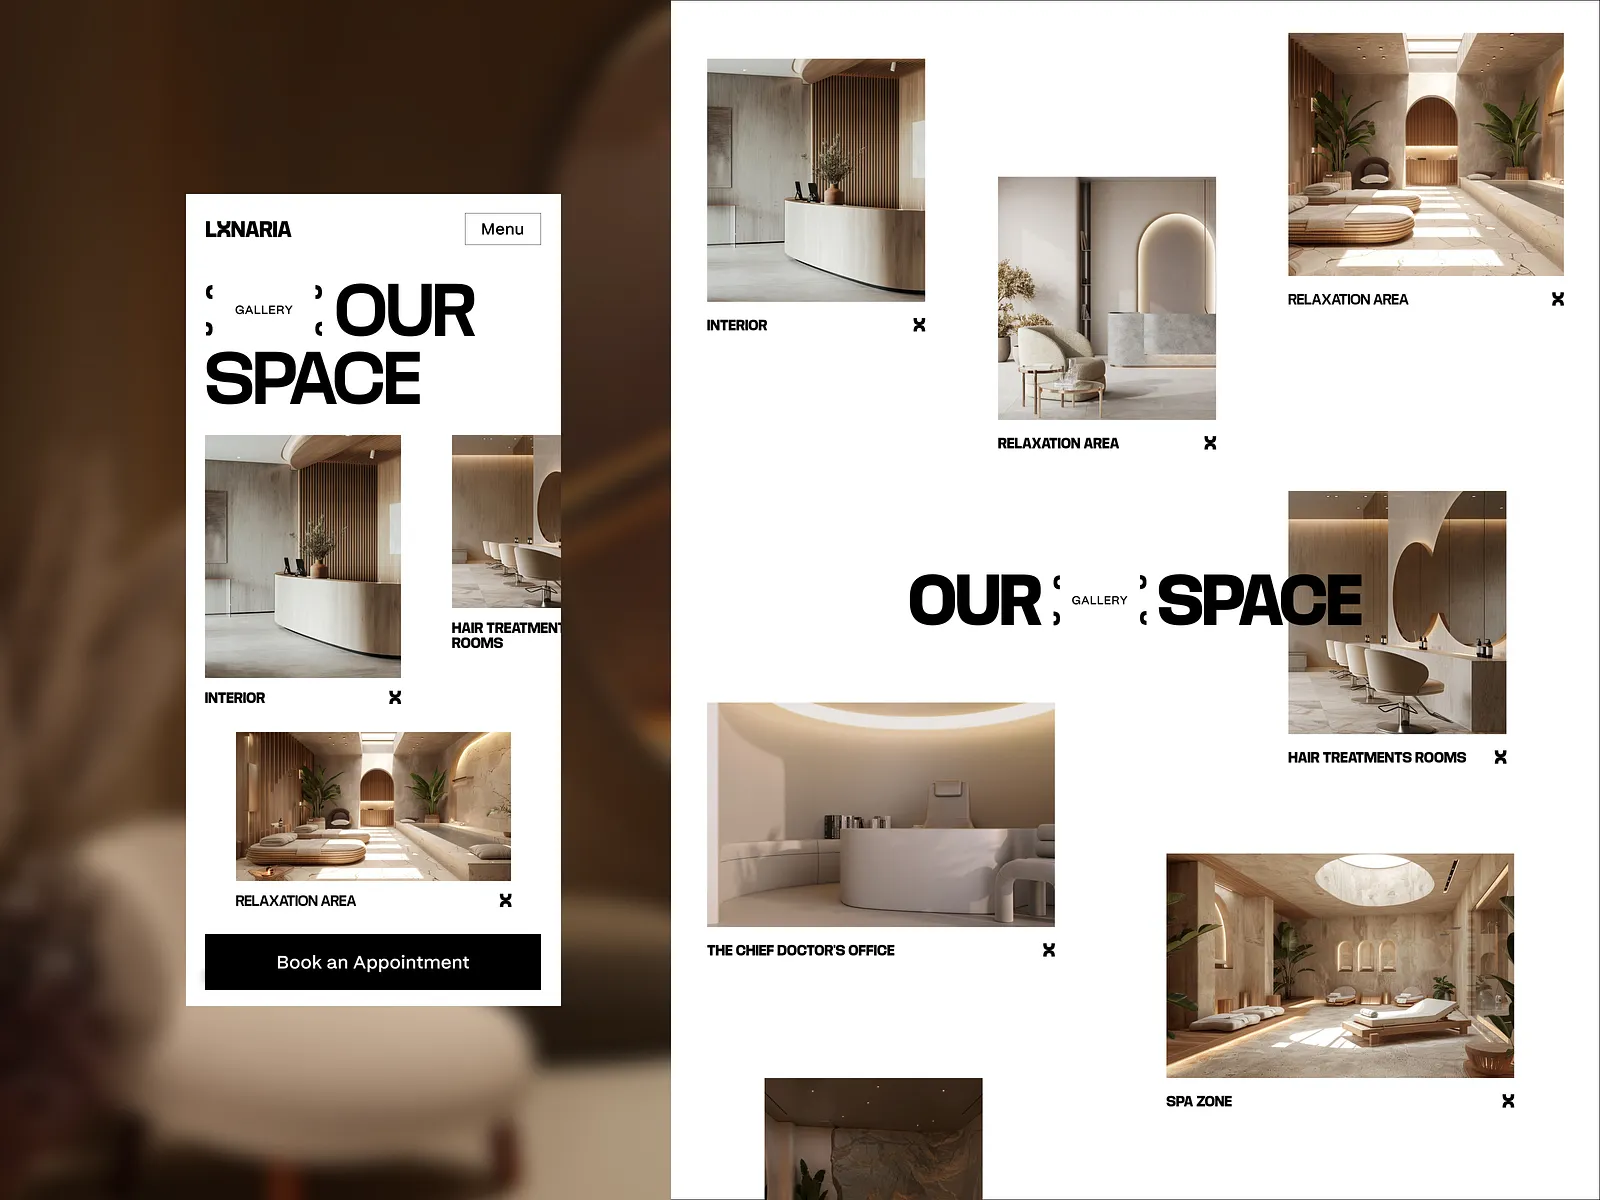 LXNARIA
Menu
GALLERY
OUR
SPACE
INTERIOR
HAIR TREATMENT
ROOMS
RELAXATION AREA
Book an Appointment
INTERIOR
RELAXATION AREA
RELAXATION AREA
OUR GALLERY SPACE
HAIR TREATMENTS ROOMS
THE CHIEF DOCTOR'S OFFICE
SPA ZONE